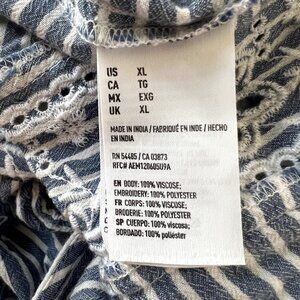 US XL
CA TG
MX EXG
UK XL
MADE IN INDIA / FABRIQUÉ EN INDE / HECHO
EN INDIA
RN 54485 / CA 03873
RFC# AEM120605U9A
EN BODY: 100% VISCOSE;
EMBROIDERY: 100% POLYESTER
FR CORPS: 100% VISCOSE;
BRODERIE: 100% POLYESTER
SP CUERPO: 100% viscosa;
BORDADO: 100% poliéster